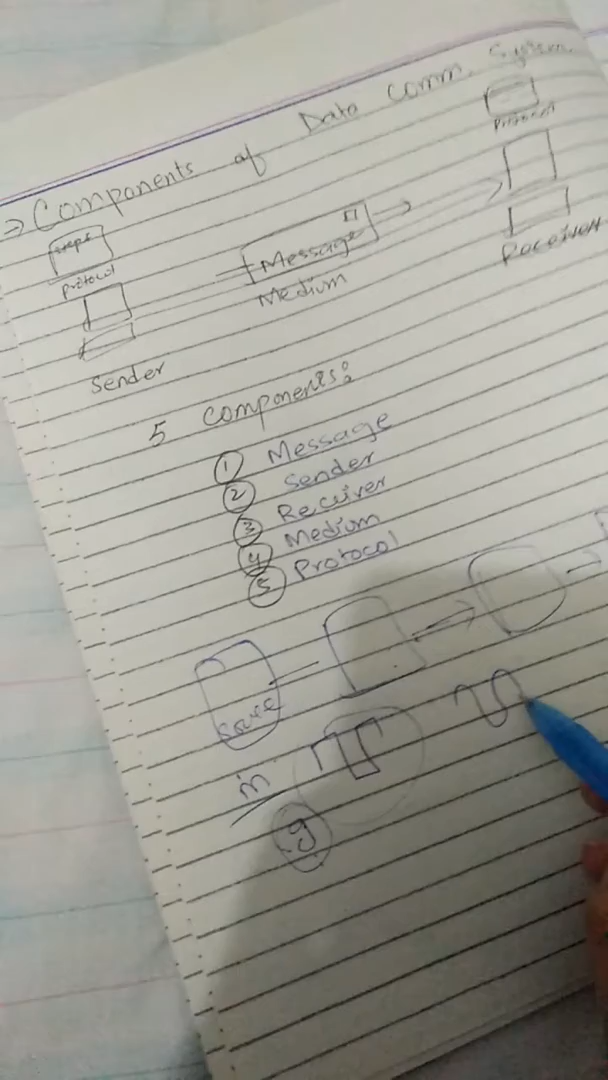 ⇒ Components of Data Comm. System.
Steps
Protocol
Sender
Message
Medium
Protocol
Receiver
5 Components:
① Message
② Sender
③ Receiver
④ Medium
⑤ Protocol
in
g